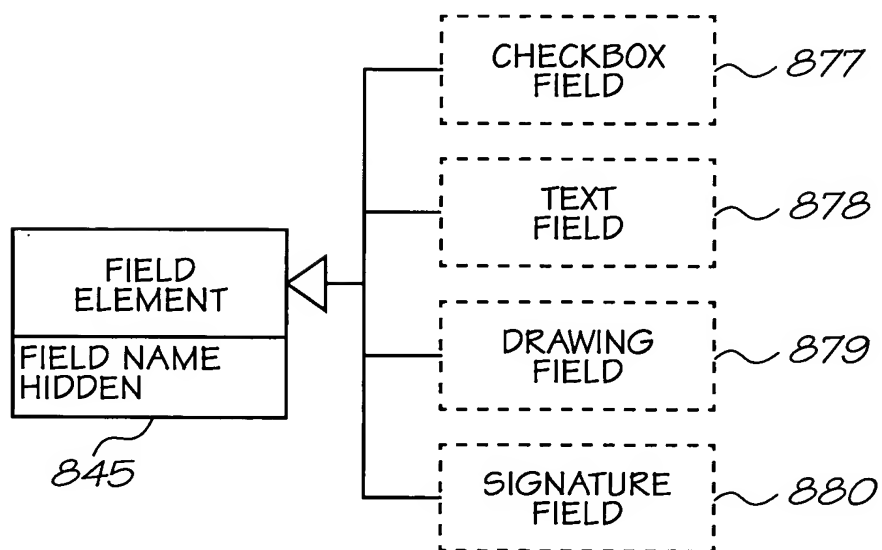 CHECKBOX
FIELD
877
TEXT
FIELD
878
FIELD
ELEMENT
FIELD NAME
HIDDEN
845
DRAWING
FIELD
879
SIGNATURE
FIELD
880